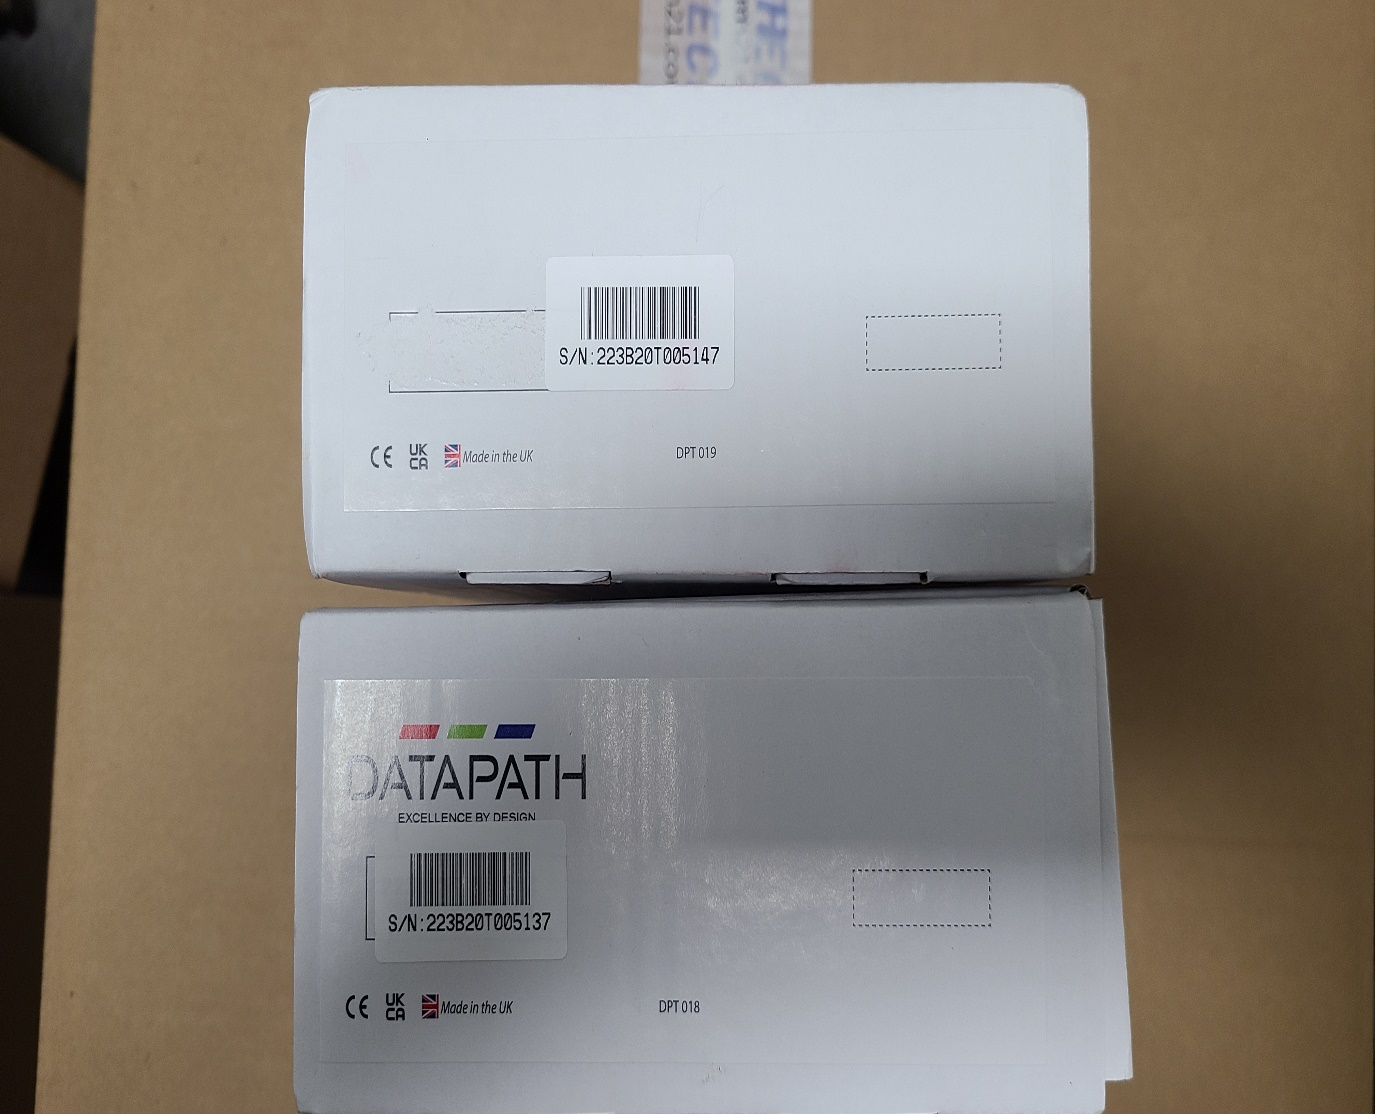 S/N:223B20T005147
CE UK CA Made in the UK DPT 019
DATAPATH
EXCELLENCE BY DESIGN
S/N:223B20T005137
CE UK CA Made in the UK DPT 018